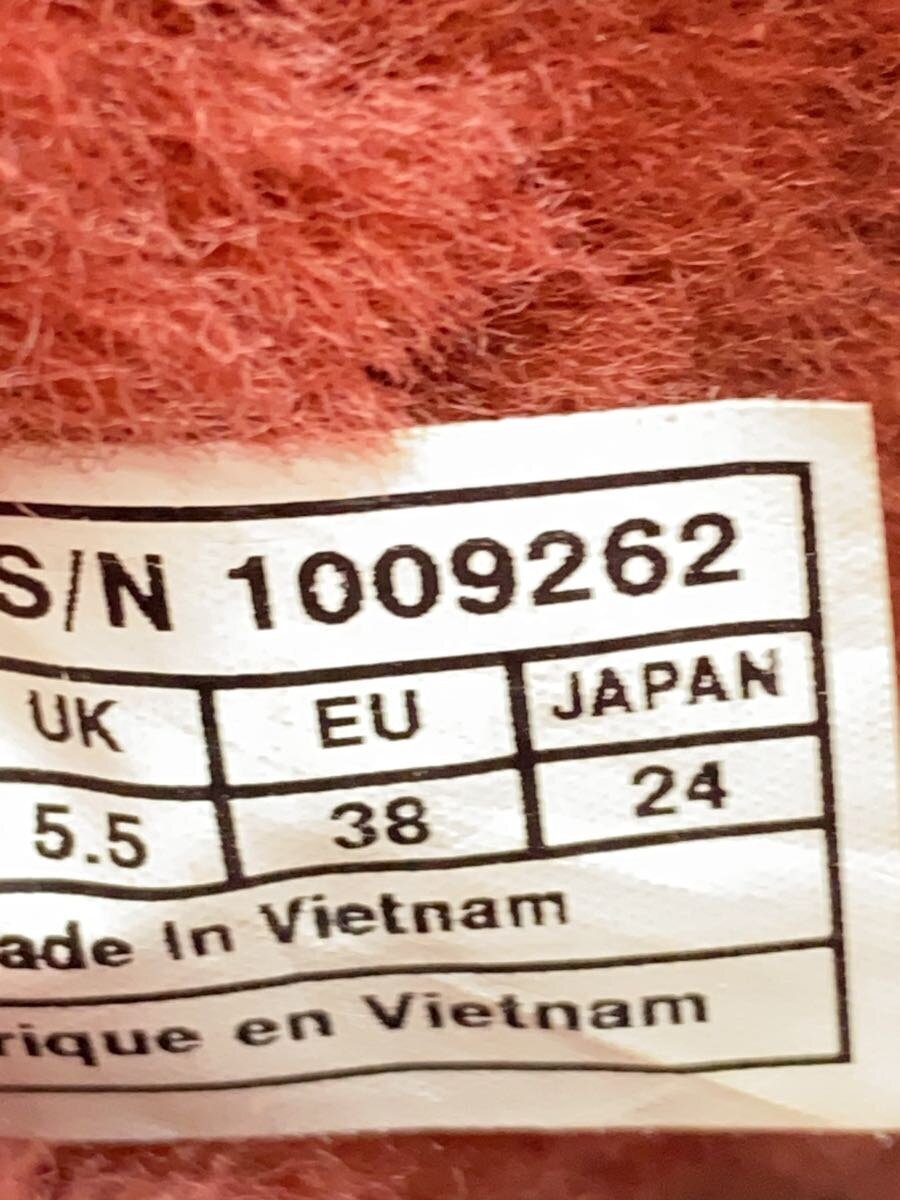 S/N 1009262
UK EU JAPAN
5.5 38 24
ade In Vietnam
rique en Vietnam